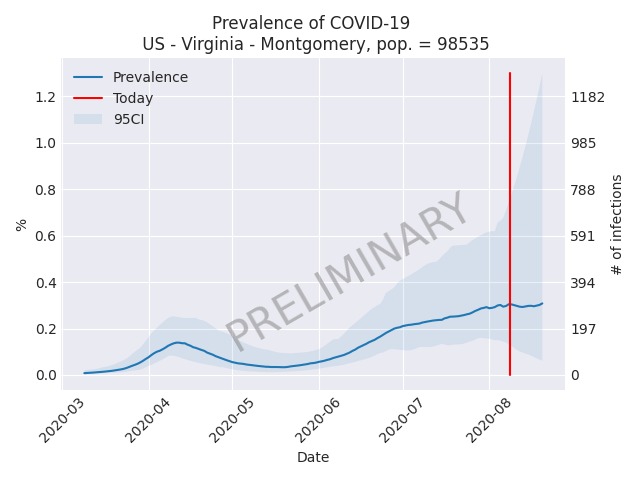 Prevalence of COVID-19
US - Virginia - Montgomery, pop. = 98535
Prevalence
Today
95CI
1.2
1.0
0.8
0.6
0.4
0.2
0.0
%
1182
985
788
591
394
197
0
# of infections
PRELIMINARY
2020-03
2020-04
2020-05
2020-06
2020-07
2020-08
Date